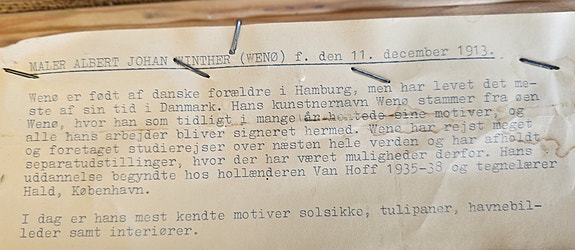 MALER ALBERT JOHAN WINTHER (WENØ) f. den 11. december 1913.
Wenø er født af danske forældre i Hamburg, men har levet det me-
ste af sin tid i Danmark. Hans kunstnernavn Wenø stammer fra øen
Wenø, hvor han som tidligt i mange år hentede sine motiver, og
alle hans arbejder bliver signeret hermed. Wenø har rejst meget
og foretaget studierejser over næsten hele verden og har afholdt
separatudstillinger, hvor der har været muligheder derfor. Hans
uddannelse begyndte hos hollænderen Van Hoff 1935-38 og tegnelærer
Hald, København.
I dag er hans mest kendte motiver solsikke, tulipaner, havnebil-
leder samt interiører.